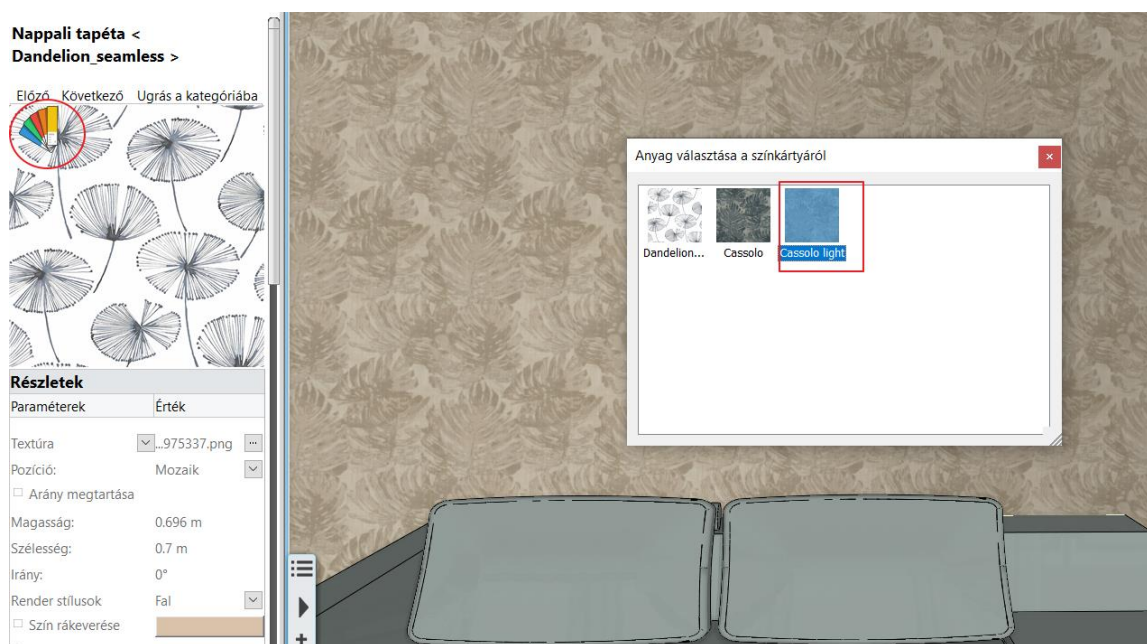 Nappali tapéta <
Dandelion_seamless >
Előző Következő Ugrás a kategóriába
Részletek
Paraméterek Érték
Textúra ...975337.png ...
Pozíció: Mozaik
Arány megtartása
Magasság: 0.696 m
Szélesség: 0.7 m
Irány: 0°
Render stílusok Fal
Szín rákeverése
Anyag választása a színkártyáról
Dandelion... Cassolo Cassolo light